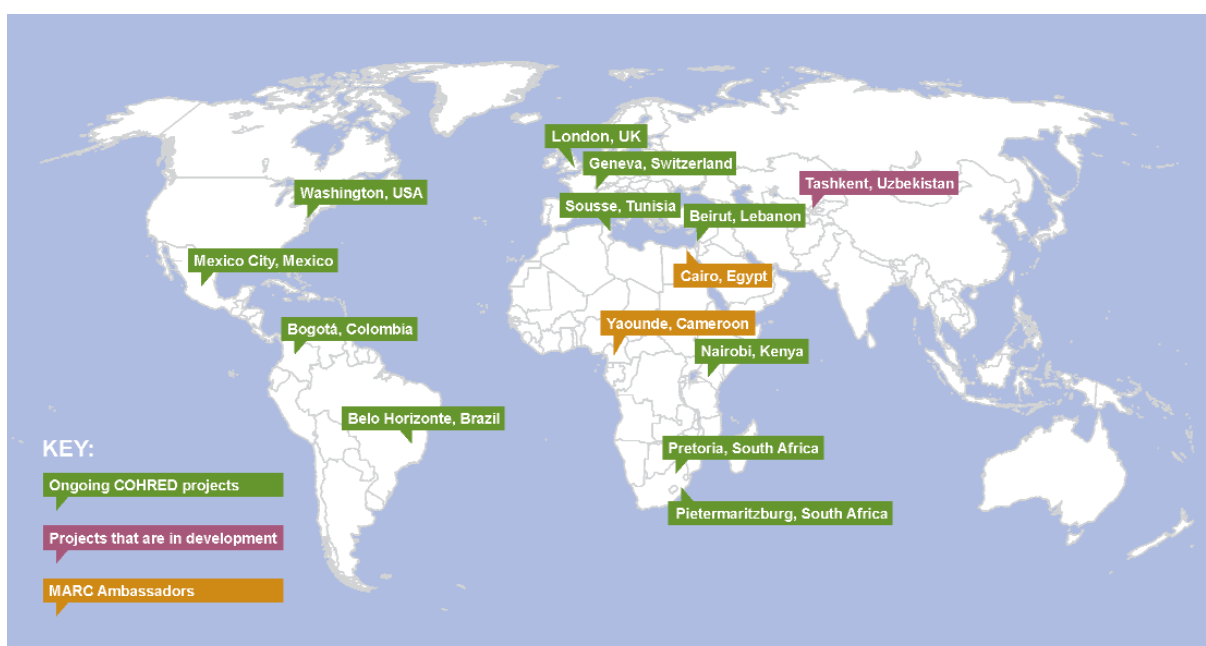 London, UK
Geneva, Switzerland
Tashkent, Uzbekistan
Washington, USA
Sousse, Tunisia
Beirut, Lebanon
Mexico City, Mexico
Cairo, Egypt
Bogotá, Colombia
Yaounde, Cameroon
Nairobi, Kenya
Belo Horizonte, Brazil
Pretoria, South Africa
Pietermaritzburg, South Africa
KEY:
Ongoing COHRED projects
Projects that are in development
MARC Ambassadors